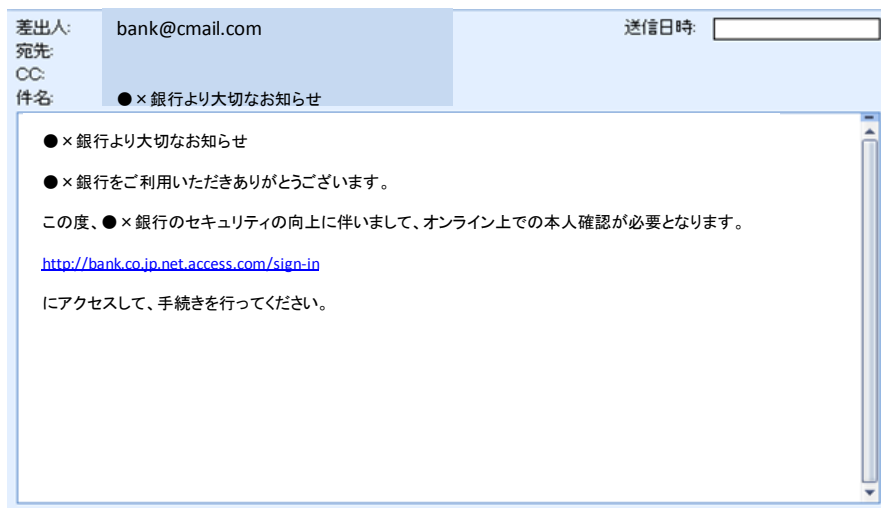 差出人: bank@cmail.com 送信日時:
宛先:
CC:
件名: ●×銀行より大切なお知らせ
●×銀行より大切なお知らせ
●×銀行をご利用いただきありがとうございます。
この度、●×銀行のセキュリティの向上に伴いまして、オンライン上での本人確認が必要となります。
http://bank.co.jp.net.access.com/sign-in
にアクセスして、手続きを行ってください。